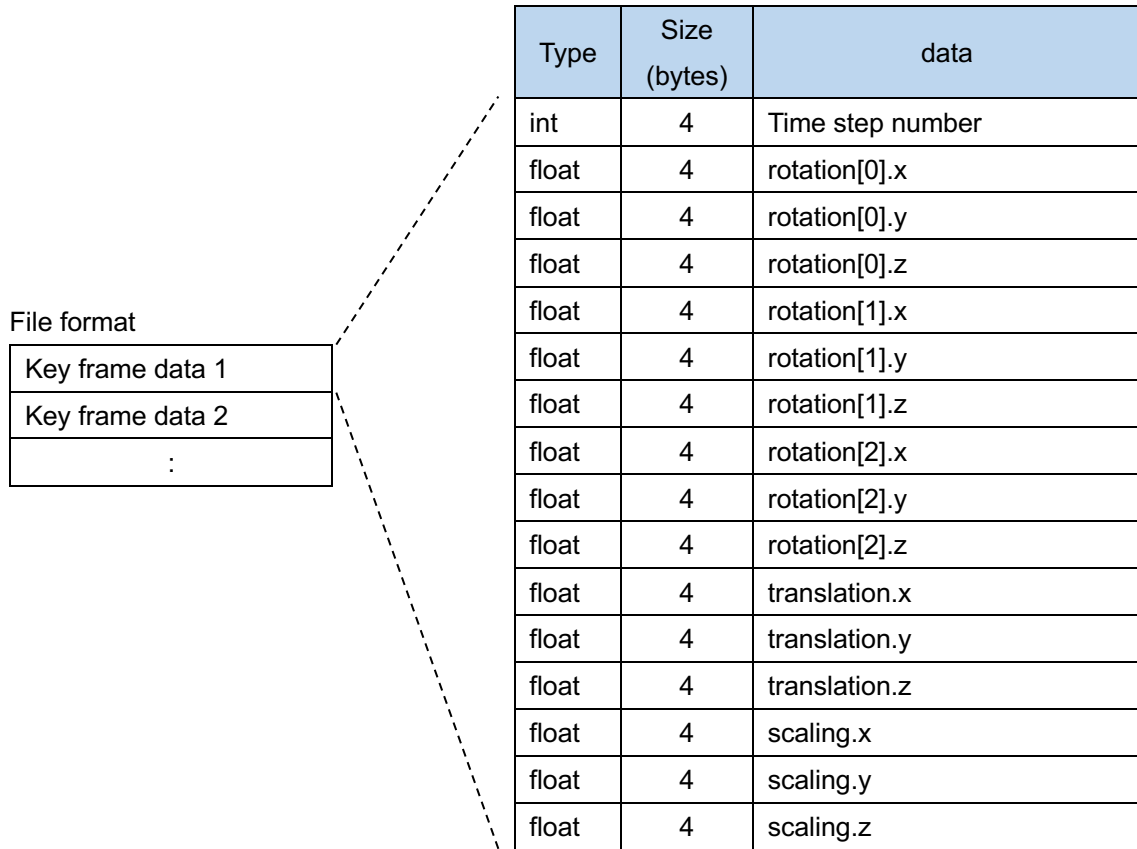 File format
Key frame data 1
Key frame data 2
:
Type Size (bytes) data
int 4 Time step number
float 4 rotation[0].x
float 4 rotation[0].y
float 4 rotation[0].z
float 4 rotation[1].x
float 4 rotation[1].y
float 4 rotation[1].z
float 4 rotation[2].x
float 4 rotation[2].y
float 4 rotation[2].z
float 4 translation.x
float 4 translation.y
float 4 translation.z
float 4 scaling.x
float 4 scaling.y
float 4 scaling.z